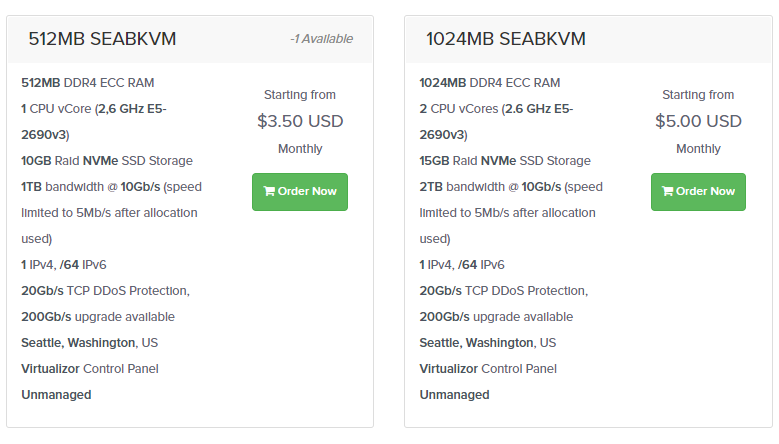 512MB SEABKVM
-1 Available
512MB DDR4 ECC RAM
1 CPU vCore (2,6 GHz E5-
2690v3)
10GB Raid NVMe SSD Storage
1TB bandwidth @ 10Gb/s (speed
limited to 5Mb/s after allocation
used)
1 IPv4, /64 IPv6
20Gb/s TCP DDoS Protection,
200Gb/s upgrade available
Seattle, Washington, US
Virtualizor Control Panel
Unmanaged
Starting from
$3.50 USD
Monthly
Order Now
1024MB SEABKVM
1024MB DDR4 ECC RAM
2 CPU vCores (2.6 GHz E5-
2690v3)
15GB Raid NVMe SSD Storage
2TB bandwidth @ 10Gb/s (speed
limited to 5Mb/s after allocation
used)
1 IPv4, /64 IPv6
20Gb/s TCP DDoS Protection,
200Gb/s upgrade available
Seattle, Washington, US
Virtualizor Control Panel
Unmanaged
Starting from
$5.00 USD
Monthly
Order Now